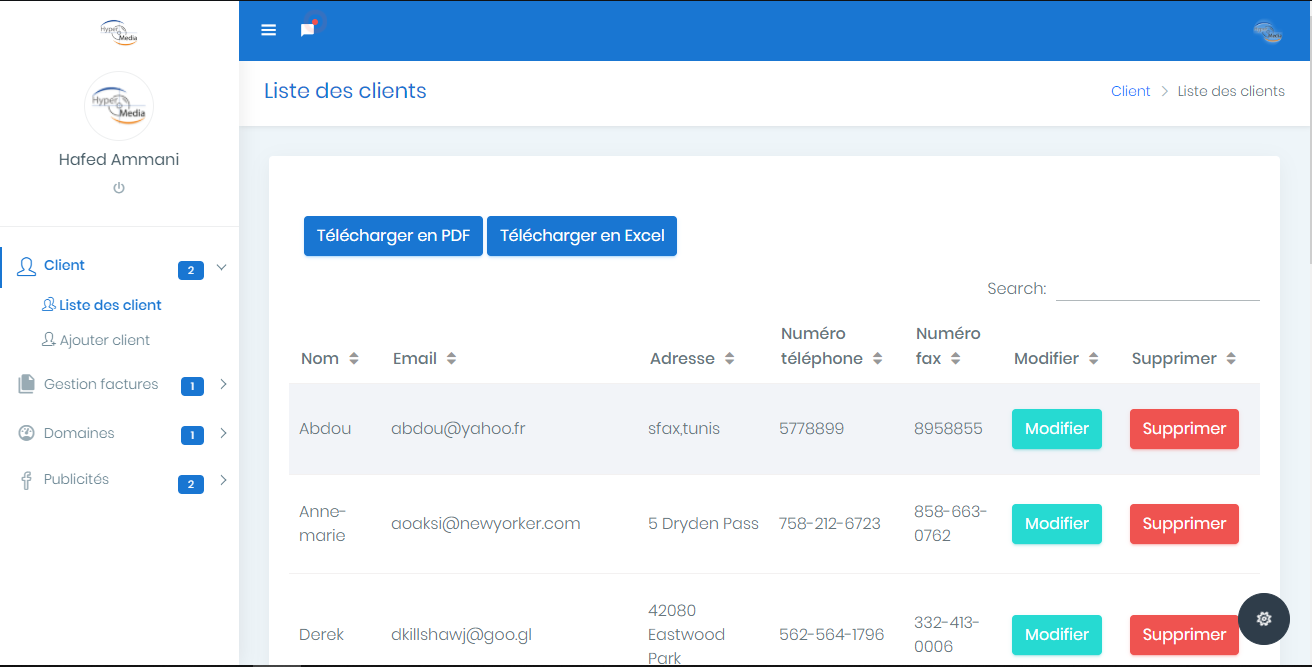 Hyper
Media
Hyper
Media
Hafed Ammani
Client
2
Liste des client
Ajouter client
Gestion factures
1
Domaines
1
Publicités
2
Liste des clients
Client > Liste des clients
Télécharger en PDF
Télécharger en Excel
Search:
Nom
Email
Adresse
Numéro
téléphone
Numéro
fax
Modifier
Supprimer
Abdou
abdou@yahoo.fr
sfax,tunis
5778899
8958855
Modifier
Supprimer
Anne-
marie
aoaksi@newyorker.com
5 Dryden Pass
758-212-6723
858-663-
0762
Modifier
Supprimer
Derek
dkillshawj@goo.gl
42080
Eastwood
Park
562-564-1796
332-413-
0006
Modifier
Supprimer